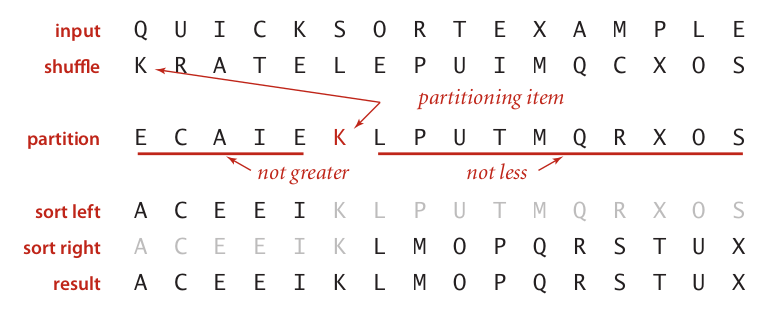 input Q U I C K S O R T E X A M P L E
shuffle K R A T E L E P U I M Q C X O S
partitioning item
partition E C A I E K L P U T M Q R X O S
not greater not less
sort left A C E E I K L P U T M Q R X O S
sort right A C E E I K L M O P Q R S T U X
result A C E E I K L M O P Q R S T U X